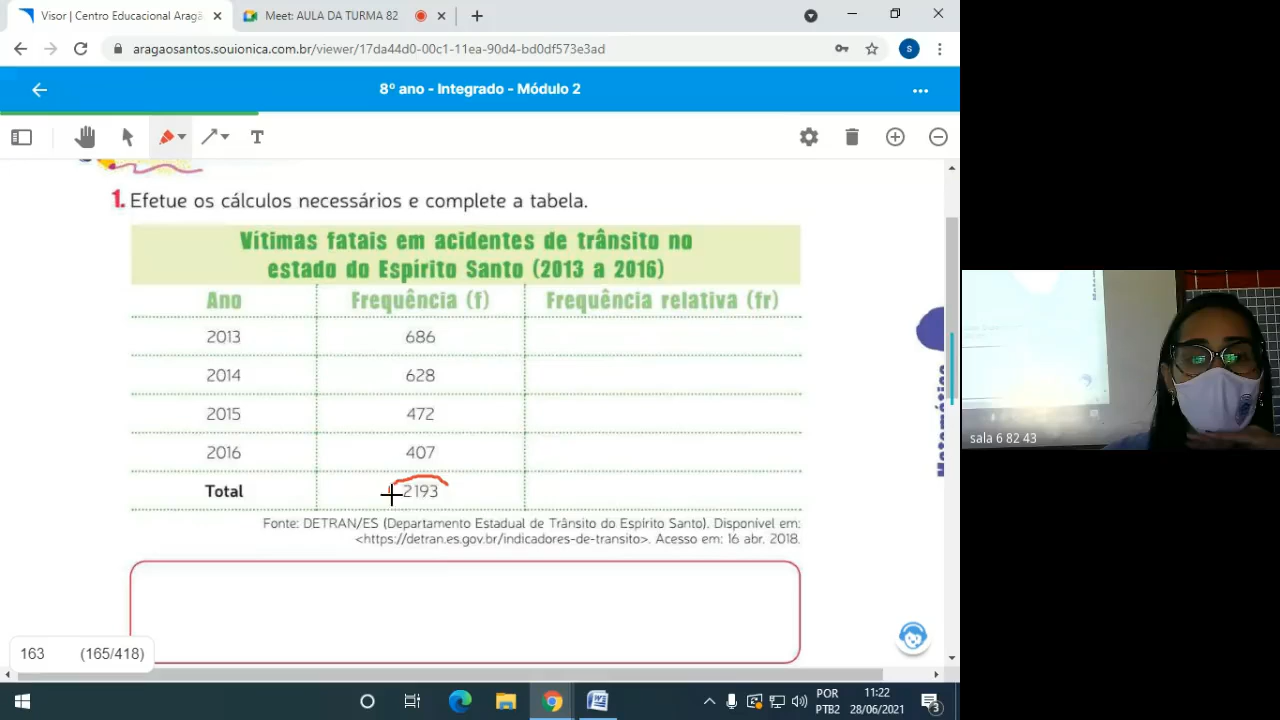 Visor | Centro Educacional Aragã
Meet: AULA DA TURMA 82
aragaosantos.souionica.com.br/viewer/17da44d0-00c1-11ea-90d4-bd0df573e3ad
s
8º ano - Integrado - Módulo 2
T
1. Efetue os cálculos necessários e complete a tabela.
Vítimas fatais em acidentes de trânsito no
estado do Espírito Santo (2013 a 2016)
Ano Frequência (f) Frequência relativa (fr)
2013 686
2014 628
2015 472
2016 407
Total 2193
Fonte: DETRAN/ES (Departamento Estadual de Trânsito do Espírito Santo). Disponível em:
<https://detran.es.gov.br/indicadores-de-transito>. Acesso em: 16 abr. 2018.
163 (165/418)
sala 6 82 43
POR
PTB2
11:22
28/06/2021
3